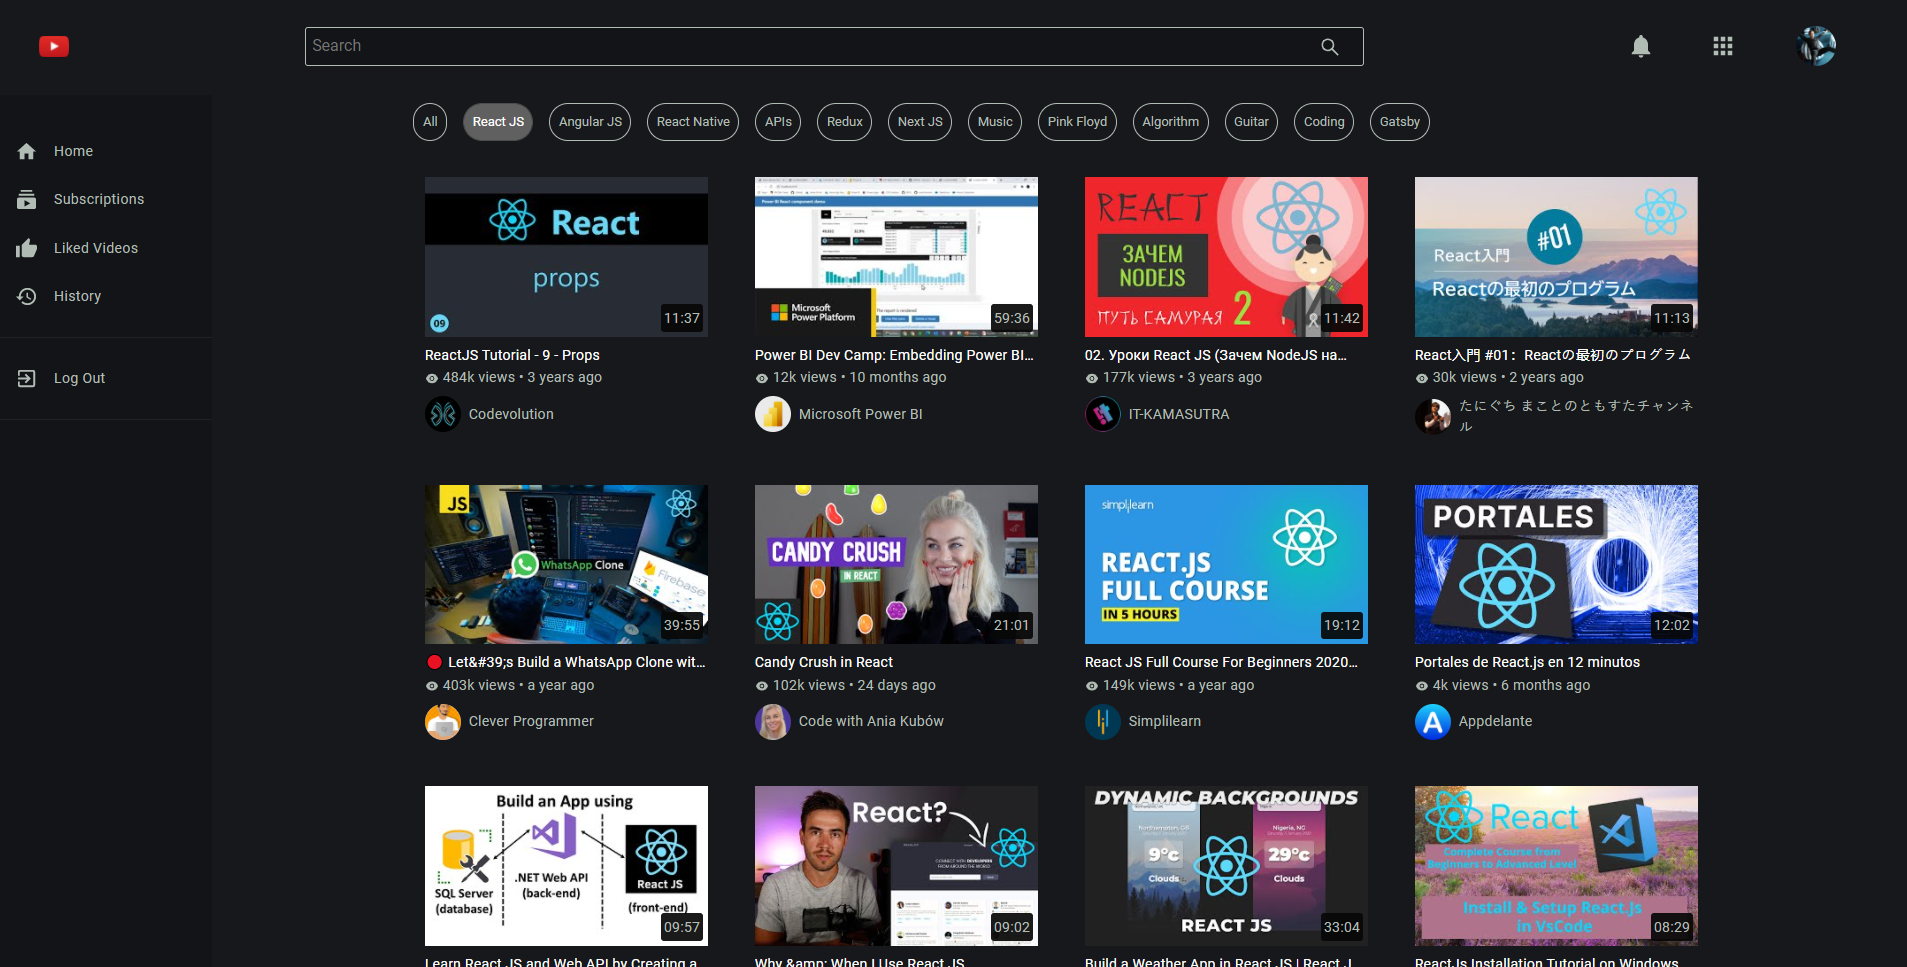 Search
All React JS Angular JS React Native APIs Redux Next JS Music Pink Floyd Algorithm Guitar Coding Gatsby
Home
Subscriptions
Liked Videos
History
Log Out
React
props
09
11:37
ReactJS Tutorial - 9 - Props
484k views • 3 years ago
Codevolution
Microsoft
Power Platform
59:36
Power BI Dev Camp: Embedding Power BI...
12k views • 10 months ago
Microsoft Power BI
REACT
ЗАЧЕМ
NODEJS
ПУТЬ САМУРАЯ 2
11:42
02. Уроки React JS (Зачем NodeJS на...
177k views • 3 years ago
IT-KAMASUTRA
#01
React入門
Reactの最初のプログラム
11:13
React入門 #01：Reactの最初のプログラム
30k views • 2 years ago
たにぐち まことのともすたチャンネ
ル
JS
WhatsApp Clone
Firebase
39:55
Let&#39;s Build a WhatsApp Clone wit...
403k views • a year ago
Clever Programmer
CANDY CRUSH
IN REACT
21:01
Candy Crush in React
102k views • 24 days ago
Code with Ania Kubów
simplilearn
REACT.JS
FULL COURSE
IN 5 HOURS
19:12
React JS Full Course For Beginners 2020...
149k views • a year ago
Simplilearn
PORTALES
12:02
Portales de React.js en 12 minutos
4k views • 6 months ago
Appdelante
Build an App using
SQL Server
(database)
.NET Web API
(back-end)
React JS
(front-end)
09:57
Learn React JS and Web API by Creating a
React?
CONNECT WITH DEVELOPERS
FROM AROUND THE WORLD
09:02
Why &amp; When I Use React JS
DYNAMIC BACKGROUNDS
Northampton, GB
9°c
Clouds
Nigeria, NG
29°c
Clouds
REACT JS
33:04
Build a Weather App in React JS | React J
React
Complete Course from
Beginners to Advanced Level
Install & Setup React.Js
in VsCode
08:29
ReactJs Installation Tutorial on Windows